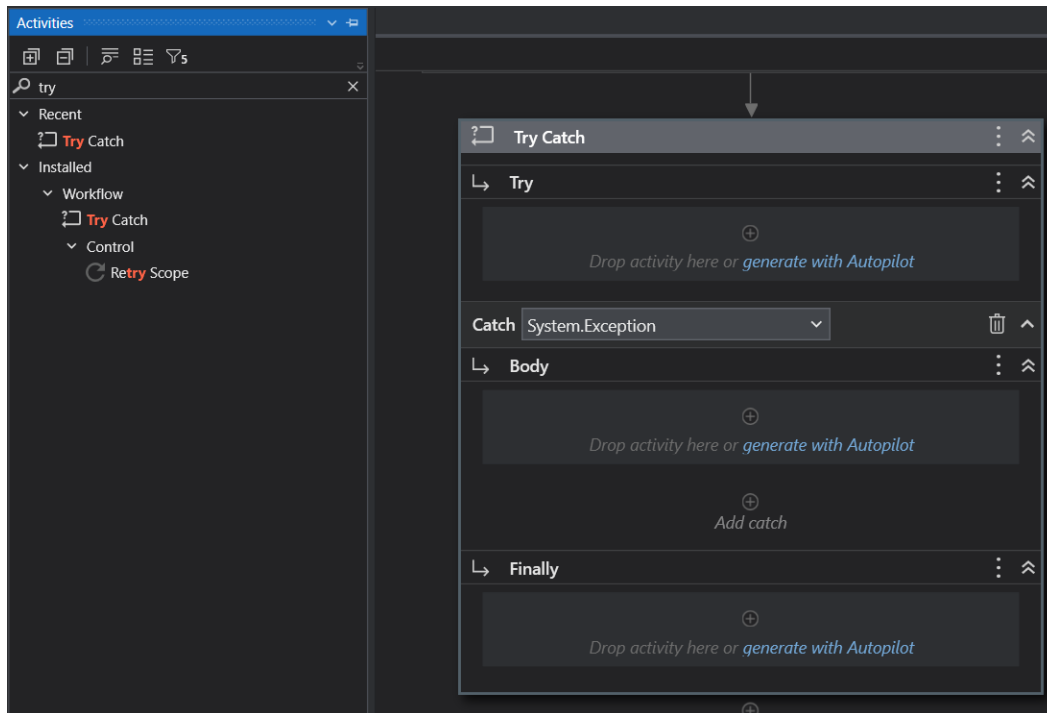 Activities
5
try
Recent
Try Catch
Installed
Workflow
Try Catch
Control
Retry Scope
Try Catch
Try
Drop activity here or generate with Autopilot
Catch System.Exception
Body
Drop activity here or generate with Autopilot
Add catch
Finally
Drop activity here or generate with Autopilot